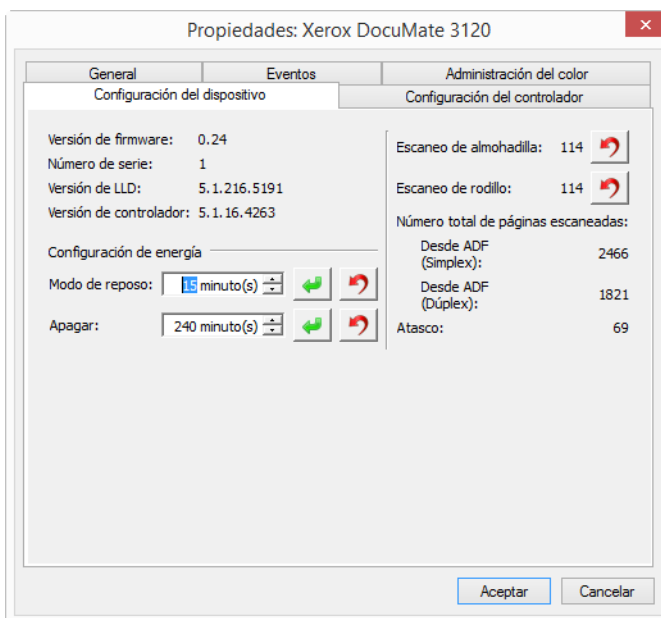 Propiedades: Xerox DocuMate 3120
General Eventos Administración del color
Configuración del dispositivo Configuración del controlador
Versión de firmware: 0.24
Número de serie: 1
Versión de LLD: 5.1.216.5191
Versión de controlador: 5.1.16.4263
Configuración de energía
Modo de reposo: 15 minuto(s)
Apagar: 240 minuto(s)
Escaneo de almohadilla: 114
Escaneo de rodillo: 114
Número total de páginas escaneadas:
Desde ADF
(Simplex): 2466
Desde ADF
(Dúplex): 1821
Atasco: 69
Aceptar Cancelar